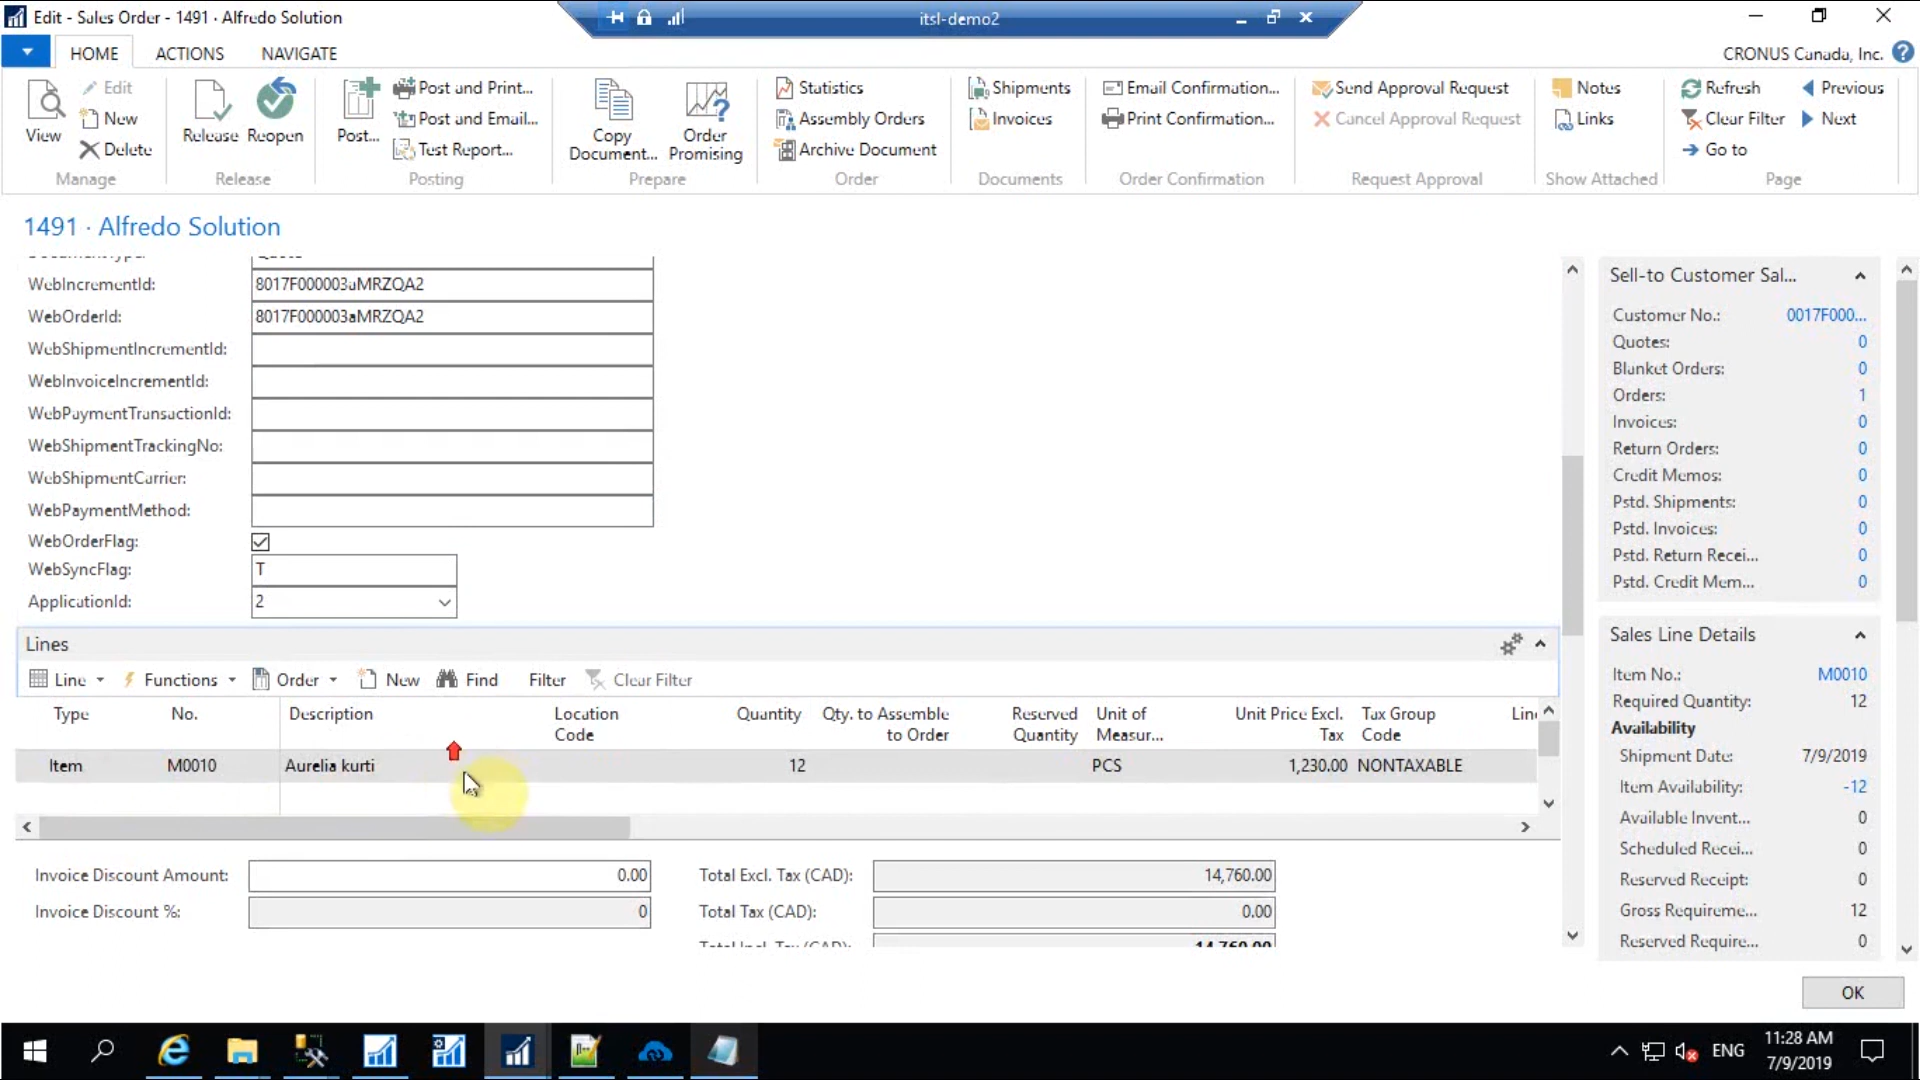 Edit - Sales Order - 1491 · Alfredo Solution
itsl-demo2
HOME
ACTIONS
NAVIGATE
CRONUS Canada, Inc.
View
Edit
New
Delete
Manage
Release
Reopen
Release
Post...
Post and Print...
Post and Email...
Test Report...
Posting
Copy Document...
Order Promising
Prepare
Statistics
Assembly Orders
Archive Document
Order
Shipments
Invoices
Documents
Email Confirmation...
Print Confirmation...
Order Confirmation
Send Approval Request
Cancel Approval Request
Request Approval
Notes
Links
Show Attached
Refresh
Clear Filter
Go to
Previous
Next
Page
1491 · Alfredo Solution
WebIncrementId: 8017F000003aMRZQA2
WebOrderId: 8017F000003aMRZQA2
WebShipmentIncrementId:
WebInvoiceIncrementId:
WebPaymentTransactionId:
WebShipmentTrackingNo:
WebShipmentCarrier:
WebPaymentMethod:
WebOrderFlag:
WebSyncFlag: T
ApplicationId: 2
Lines
Line Functions Order New Find Filter Clear Filter
Type No. Description Location Code Quantity Qty. to Assemble to Order Reserved Quantity Unit of Measur... Unit Price Excl. Tax Tax Group Code Lin
Item M0010 Aurelia kurti 12 PCS 1,230.00 NONTAXABLE
Invoice Discount Amount: 0.00 Total Excl. Tax (CAD): 14,760.00
Invoice Discount %: 0 Total Tax (CAD): 0.00
Total Incl. Tax (CAD): 14,760.00
Sell-to Customer Sal...
Customer No.: 0017F000...
Quotes: 0
Blanket Orders: 0
Orders: 1
Invoices: 0
Return Orders: 0
Credit Memos: 0
Pstd. Shipments: 0
Pstd. Invoices: 0
Pstd. Return Recei... 0
Pstd. Credit Mem... 0
Sales Line Details
Item No.: M0010
Required Quantity: 12
Availability
Shipment Date: 7/9/2019
Item Availability: -12
Available Invent... 0
Scheduled Recei... 0
Reserved Receipt: 0
Gross Requireme... 12
Reserved Require... 0
OK
ENG
11:28 AM
7/9/2019